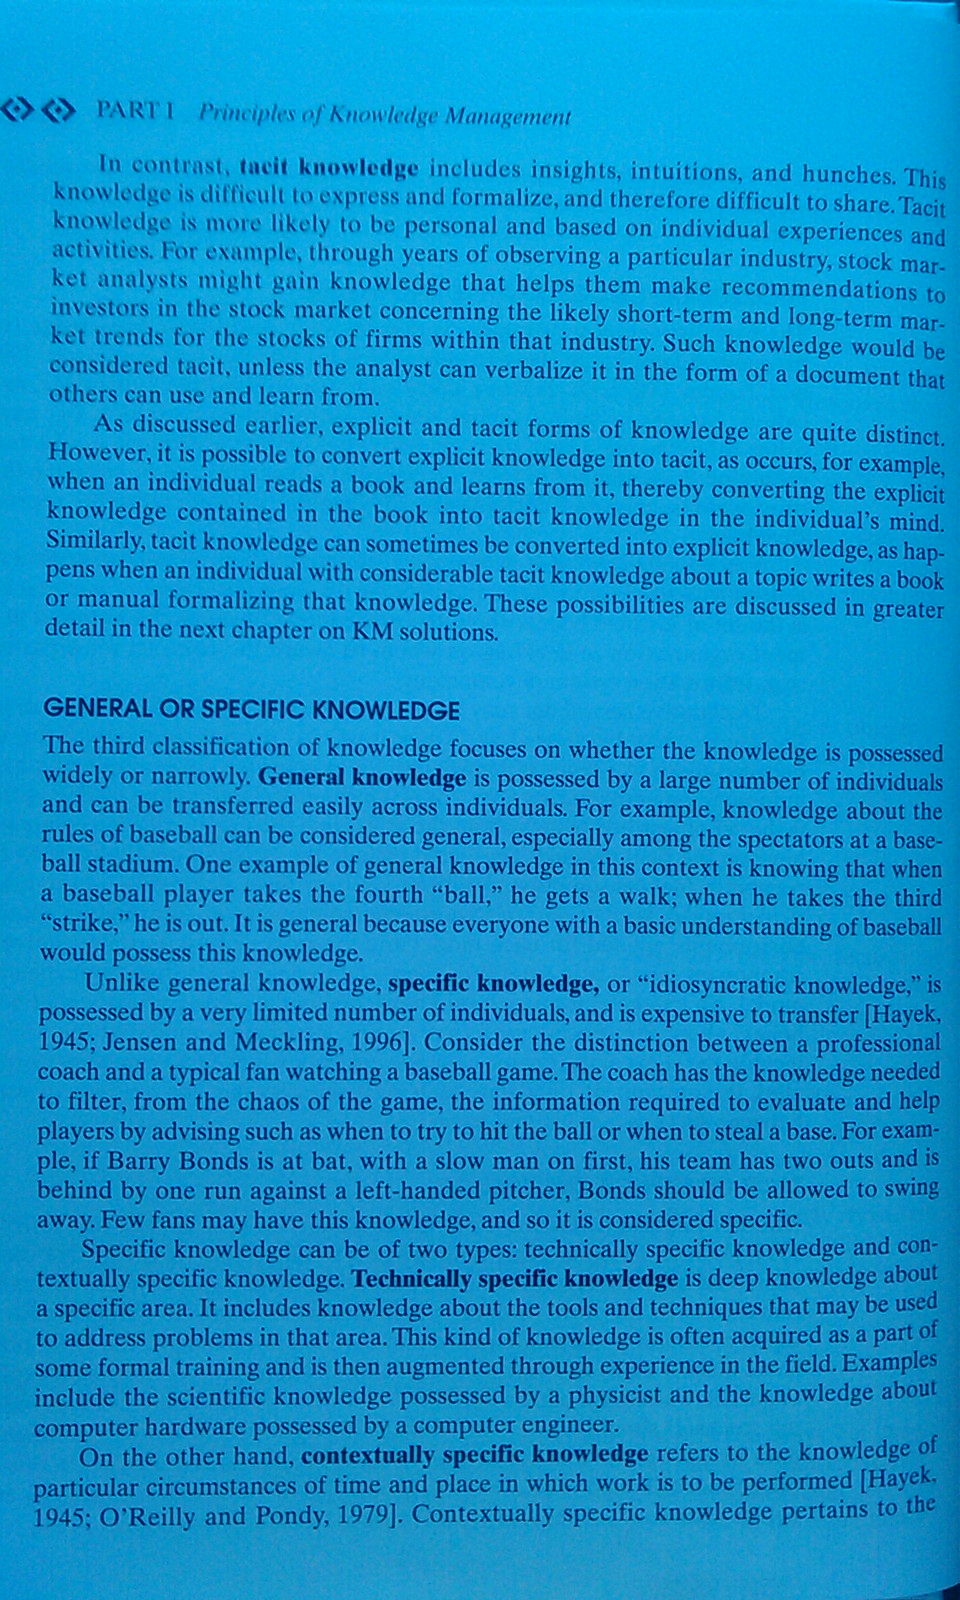 PART I Principles of Knowledge Management
In contrast, tacit knowledge includes insights, intuitions, and hunches. This
knowledge is difficult to express and formalize, and therefore difficult to share. Tacit
knowledge is more likely to be personal and based on individual experiences and
activities. For example, through years of observing a particular industry, stock mar-
ket analysts might gain knowledge that helps them make recommendations to
investors in the stock market concerning the likely short-term and long-term mar-
ket trends for the stocks of firms within that industry. Such knowledge would be
considered tacit, unless the analyst can verbalize it in the form of a document that
others can use and learn from.
As discussed earlier, explicit and tacit forms of knowledge are quite distinct.
However, it is possible to convert explicit knowledge into tacit, as occurs, for example,
when an individual reads a book and learns from it, thereby converting the explicit
knowledge contained in the book into tacit knowledge in the individual's mind.
Similarly, tacit knowledge can sometimes be converted into explicit knowledge, as hap-
pens when an individual with considerable tacit knowledge about a topic writes a book
or manual formalizing that knowledge. These possibilities are discussed in greater
detail in the next chapter on KM solutions.
GENERAL OR SPECIFIC KNOWLEDGE
The third classification of knowledge focuses on whether the knowledge is possessed
widely or narrowly. General knowledge is possessed by a large number of individuals
and can be transferred easily across individuals. For example, knowledge about the
rules of baseball can be considered general, especially among the spectators at a base-
ball stadium. One example of general knowledge in this context is knowing that when
a baseball player takes the fourth "ball," he gets a walk; when he takes the third
"strike," he is out. It is general because everyone with a basic understanding of baseball
would possess this knowledge.
Unlike general knowledge, specific knowledge, or "idiosyncratic knowledge," is
possessed by a very limited number of individuals, and is expensive to transfer [Hayek,
1945; Jensen and Meckling, 1996]. Consider the distinction between a professional
coach and a typical fan watching a baseball game. The coach has the knowledge needed
to filter, from the chaos of the game, the information required to evaluate and help
players by advising such as when to try to hit the ball or when to steal a base. For exam-
ple, if Barry Bonds is at bat, with a slow man on first, his team has two outs and is
behind by one run against a left-handed pitcher, Bonds should be allowed to swing
away. Few fans may have this knowledge, and so it is considered specific.
Specific knowledge can be of two types: technically specific knowledge and con-
textually specific knowledge. Technically specific knowledge is deep knowledge about
a specific area. It includes knowledge about the tools and techniques that may be used
to address problems in that area. This kind of knowledge is often acquired as a part of
some formal training and is then augmented through experience in the field. Examples
include the scientific knowledge possessed by a physicist and the knowledge about
computer hardware possessed by a computer engineer.
On the other hand, contextually specific knowledge refers to the knowledge of
particular circumstances of time and place in which work is to be performed [Hayek,
1945; O'Reilly and Pondy, 1979]. Contextually specific knowledge pertains to the